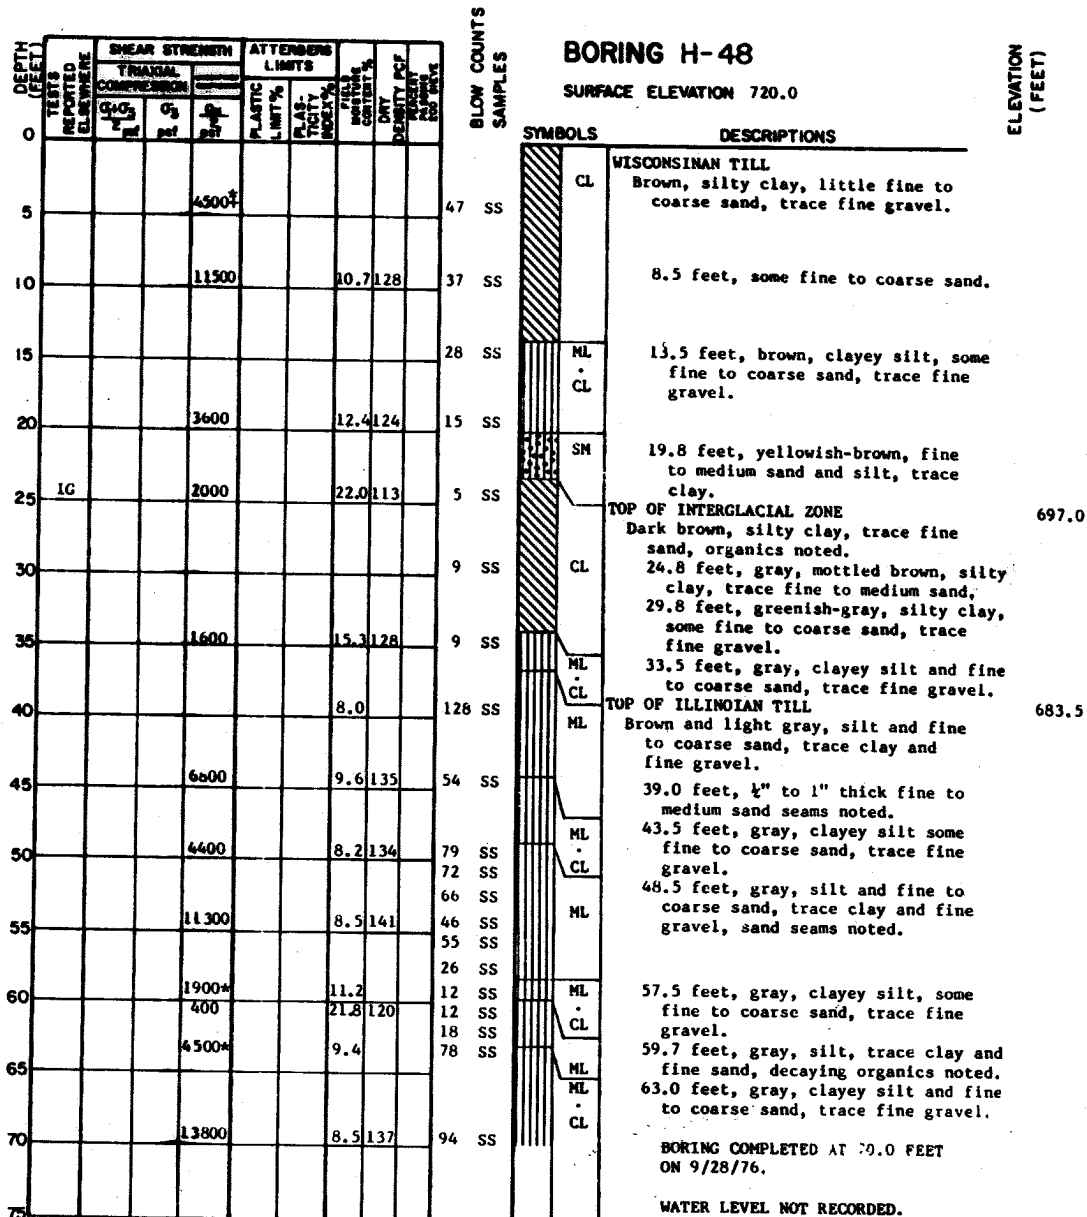 BORING H-48
SURFACE ELEVATION 720.0
DEPTH (FEET)
TESTS REPORTED ELSEWHERE
SHEAR STRENGTH
TRIAXIAL COMPRESSION
σ3
psf
ATTERBERG LIMITS
PLASTIC LIMIT %
PLASTICITY INDEX %
FIELD MOISTURE CONTENT %
DRY DENSITY PCF
PERCENT PASSING
BLOW COUNTS
SAMPLES
SYMBOLS
DESCRIPTIONS
ELEVATION (FEET)
0
WISCONSINAN TILL
CL
Brown, silty clay, little fine to
coarse sand, trace fine gravel.
5 4500+* 47 SS
10 11500 10.7 128 37 SS
8.5 feet, some fine to coarse sand.
15 28 SS
ML
·
CL
13.5 feet, brown, clayey silt, some
fine to coarse sand, trace fine
gravel.
20 3600 12.4 124 15 SS
SM
19.8 feet, yellowish-brown, fine
to medium sand and silt, trace
clay.
25 1G 2000 22.0 113 5 SS
TOP OF INTERGLACIAL ZONE 697.0
Dark brown, silty clay, trace fine
sand, organics noted.
30 9 SS
CL
24.8 feet, gray, mottled brown, silty
clay, trace fine to medium sand,
29.8 feet, greenish-gray, silty clay,
some fine to coarse sand, trace
fine gravel.
35 1600 15.3 128 9 SS
ML
·
CL
33.5 feet, gray, clayey silt and fine
to coarse sand, trace fine gravel.
40 8.0 128 SS
TOP OF ILLINOIAN TILL 683.5
ML
Brown and light gray, silt and fine
to coarse sand, trace clay and
fine gravel.
45 6800 9.6 135 54 SS
39.0 feet, ½" to 1" thick fine to
medium sand seams noted.
ML
·
CL
43.5 feet, gray, clayey silt some
fine to coarse sand, trace fine
gravel.
50 4400 8.2 134 79 SS
72 SS
66 SS
ML
48.5 feet, gray, silt and fine to
coarse sand, trace clay and fine
gravel, sand seams noted.
55 11300 8.5 141 46 SS
55 SS
26 SS
60 1900* 11.2 12 SS
400 21.8 120 12 SS
18 SS
ML
·
CL
57.5 feet, gray, clayey silt, some
fine to coarse sand, trace fine
gravel.
4500* 9.4 78 SS
65
ML
59.7 feet, gray, silt, trace clay and
fine sand, decaying organics noted.
ML
·
CL
63.0 feet, gray, clayey silt and fine
to coarse sand, trace fine gravel.
70 13800 8.5 137 94 SS
BORING COMPLETED AT 70.0 FEET
ON 9/28/76.
75
WATER LEVEL NOT RECORDED.